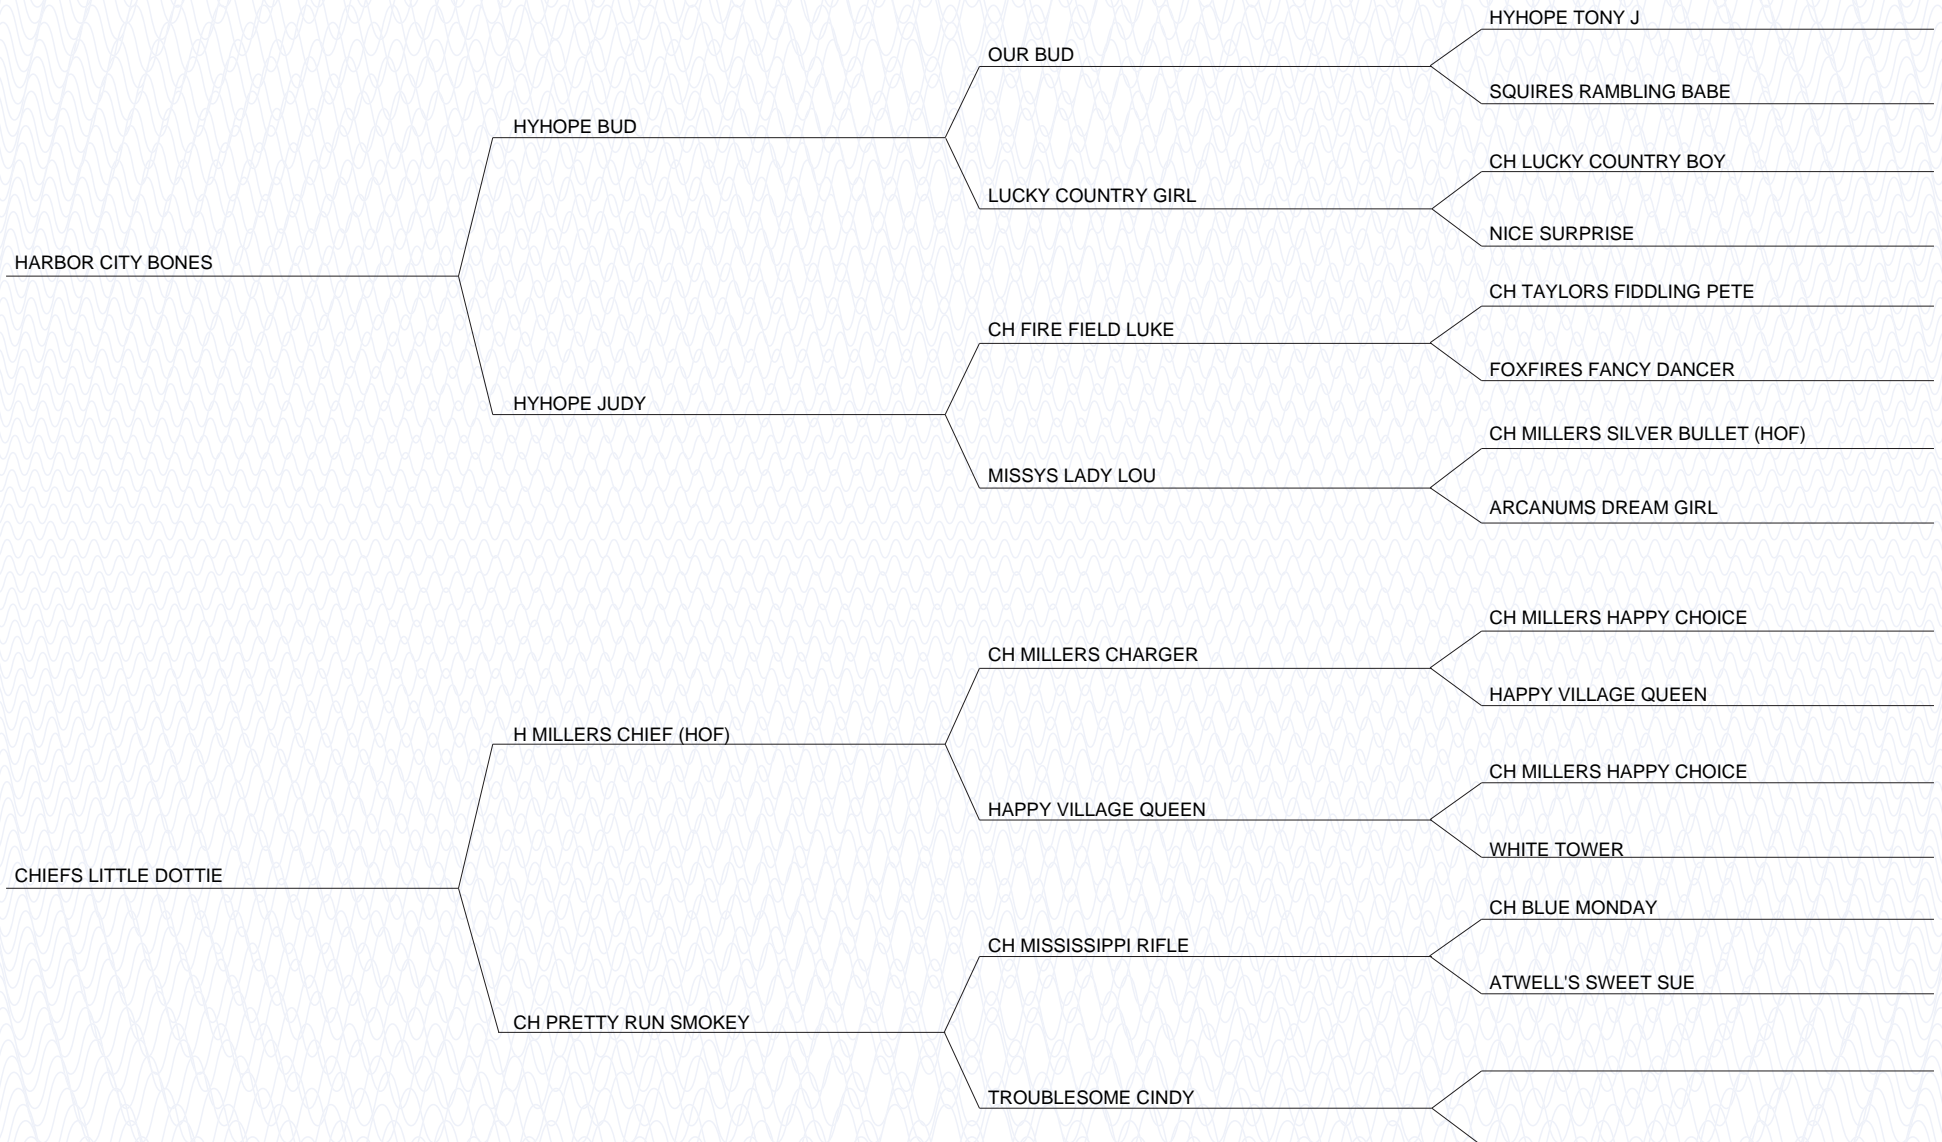 HYHOPE TONY J
OUR BUD
SQUIRES RAMBLING BABE
HYHOPE BUD
CH LUCKY COUNTRY BOY
LUCKY COUNTRY GIRL
NICE SURPRISE
HARBOR CITY BONES
CH TAYLORS FIDDLING PETE
CH FIRE FIELD LUKE
FOXFIRES FANCY DANCER
HYHOPE JUDY
CH MILLERS SILVER BULLET (HOF)
MISSYS LADY LOU
ARCANUMS DREAM GIRL
CH MILLERS HAPPY CHOICE
CH MILLERS CHARGER
HAPPY VILLAGE QUEEN
H MILLERS CHIEF (HOF)
CH MILLERS HAPPY CHOICE
HAPPY VILLAGE QUEEN
WHITE TOWER
CHIEFS LITTLE DOTTIE
CH BLUE MONDAY
CH MISSISSIPPI RIFLE
ATWELL'S SWEET SUE
CH PRETTY RUN SMOKEY
TROUBLESOME CINDY